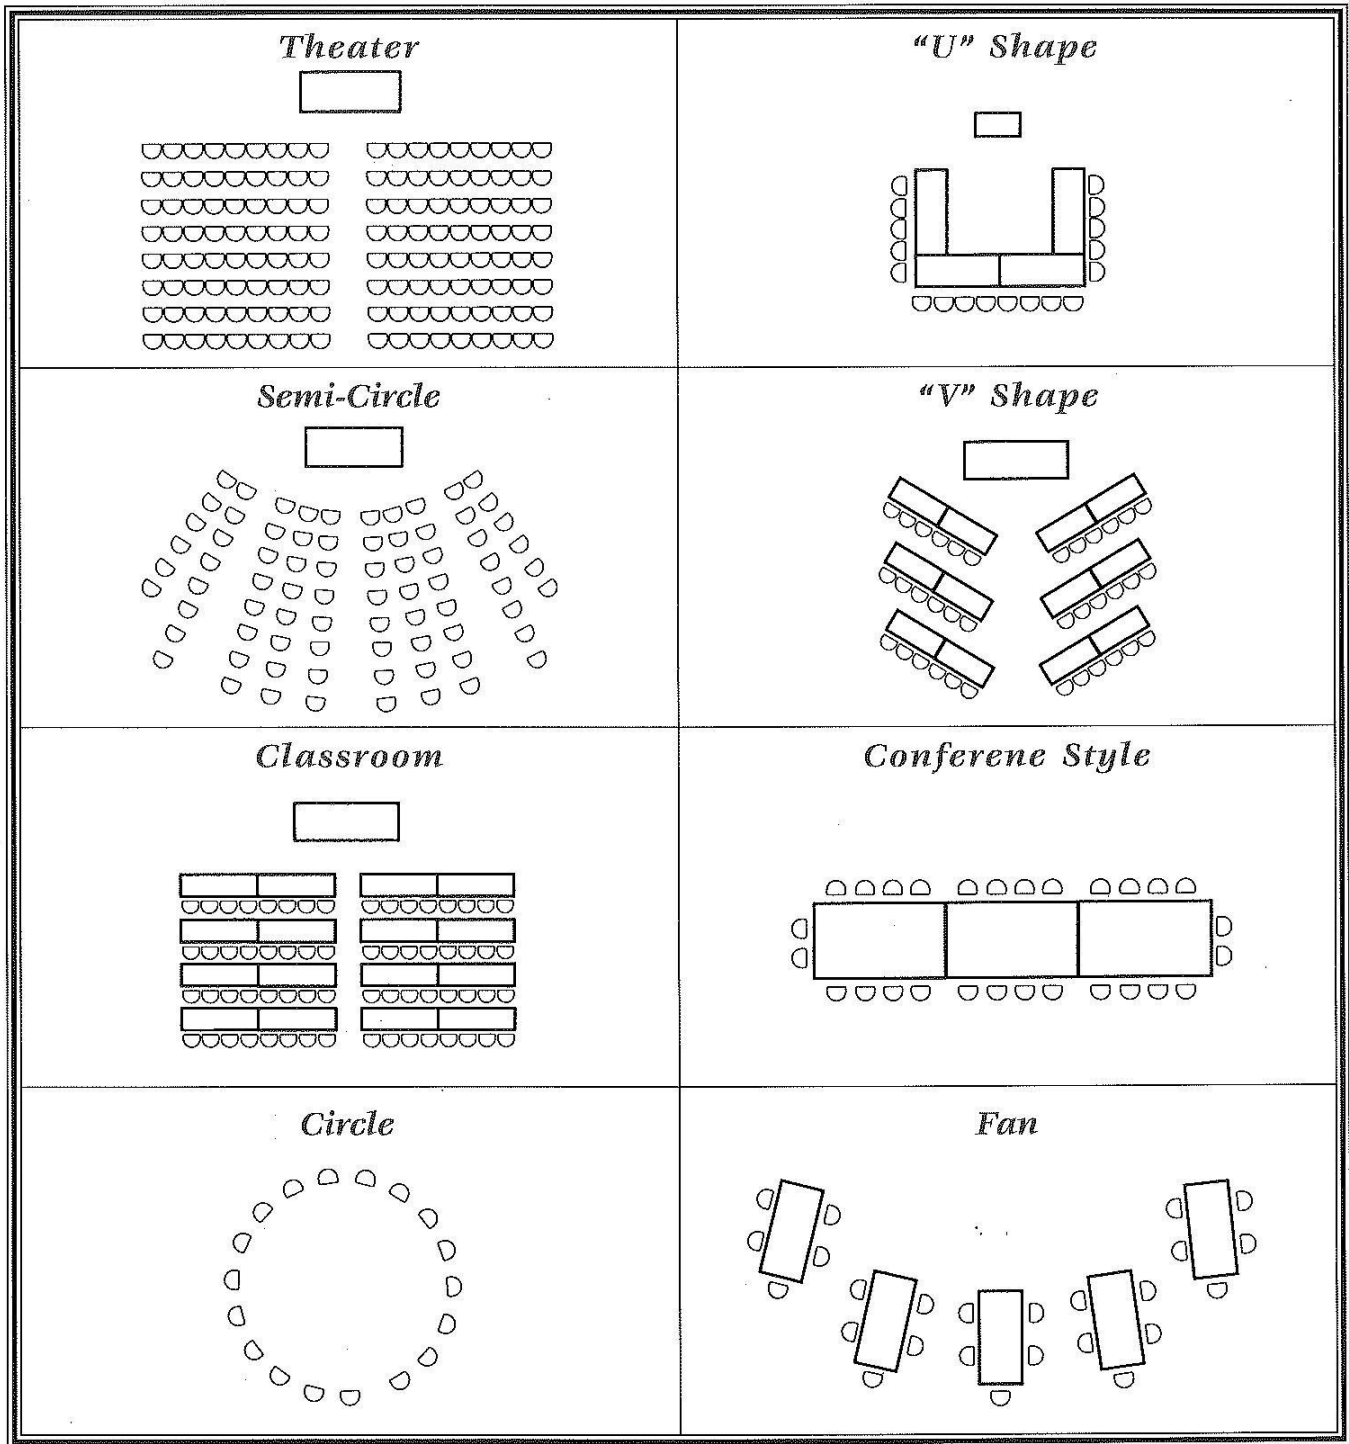 Theater
"U" Shape
Semi-Circle
"V" Shape
Classroom
Conferene Style
Circle
Fan